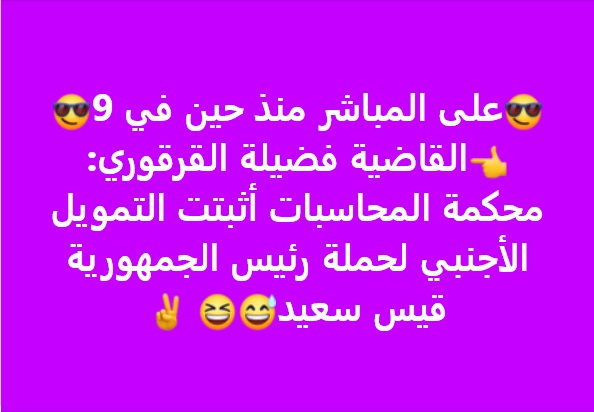 😎على المباشر منذ حين في 9😎
👈القاضية فضيلة القرقوري:
محكمة المحاسبات أثبتت التمويل
الأجنبي لحملة رئيس الجمهورية
قيس سعيد😅😆✌